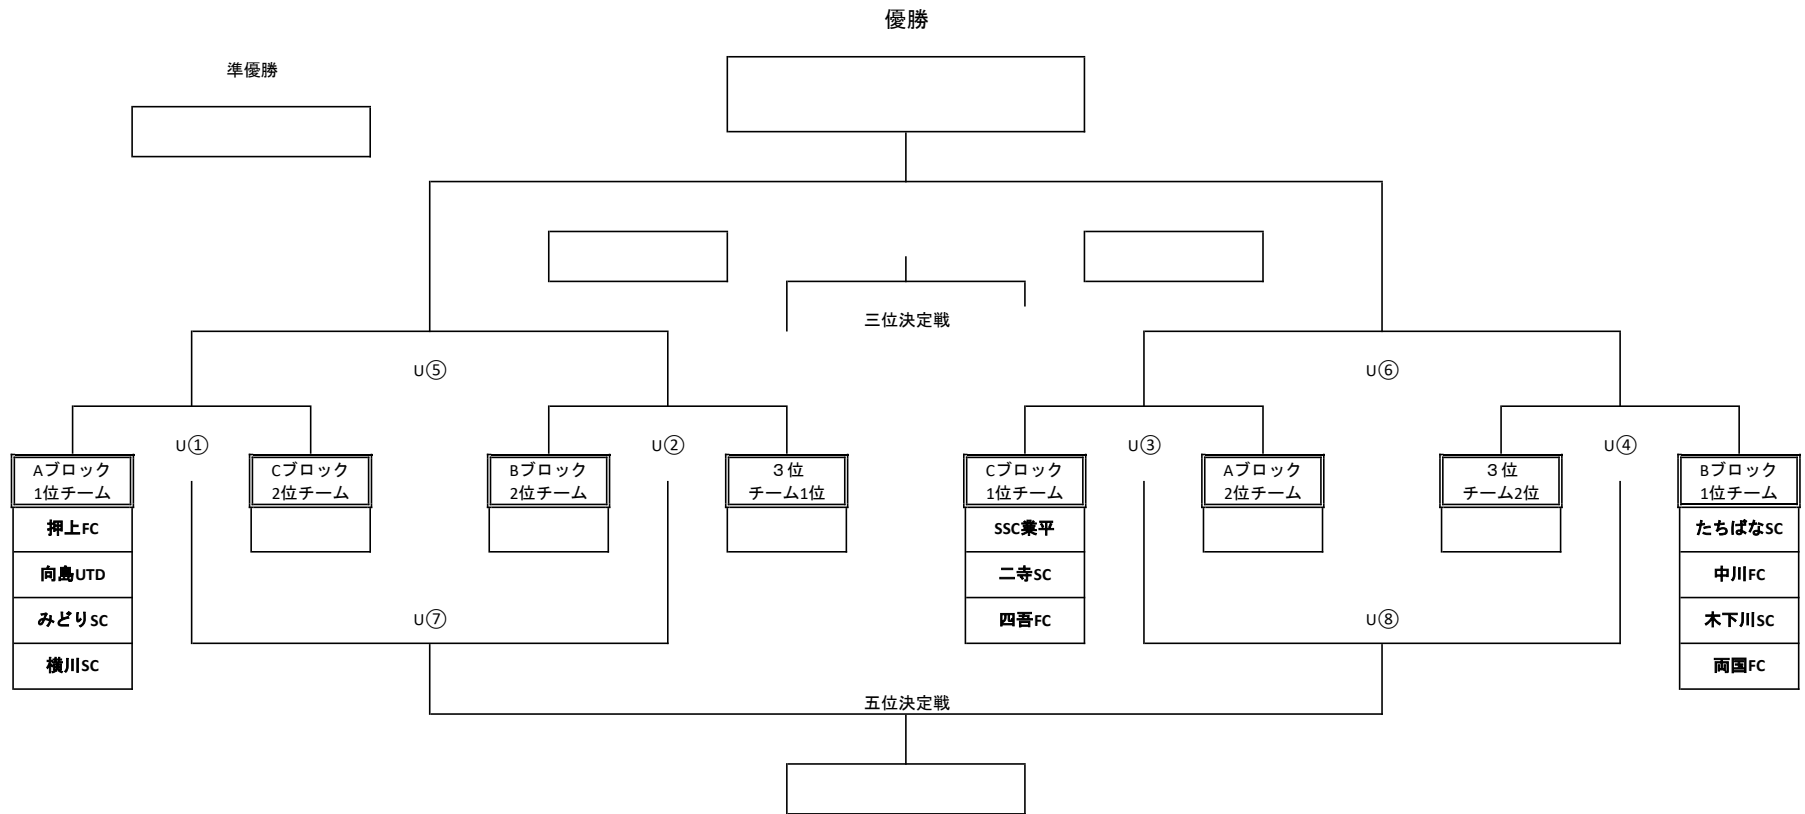 優勝
準優勝
三位決定戦
U⑤
U⑥
U①
U②
U③
U④
Aブロック
1位チーム
Cブロック
2位チーム
Bブロック
2位チーム
３位
チーム1位
Cブロック
1位チーム
Aブロック
2位チーム
３位
チーム2位
Bブロック
1位チーム
押上FC
SSC業平
たちばなSC
向島UTD
二寺SC
中川FC
みどりSC
U⑦
四吾FC
U⑧
木下川SC
横川SC
両国FC
五位決定戦